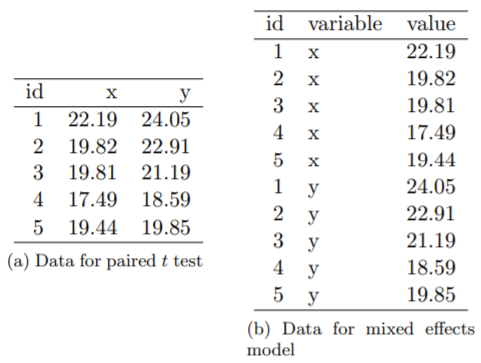 id x y
1 22.19 24.05
2 19.82 22.91
3 19.81 21.19
4 17.49 18.59
5 19.44 19.85
(a) Data for paired t test
id variable value
1 x 22.19
2 x 19.82
3 x 19.81
4 x 17.49
5 x 19.44
1 y 24.05
2 y 22.91
3 y 21.19
4 y 18.59
5 y 19.85
(b) Data for mixed effects
model